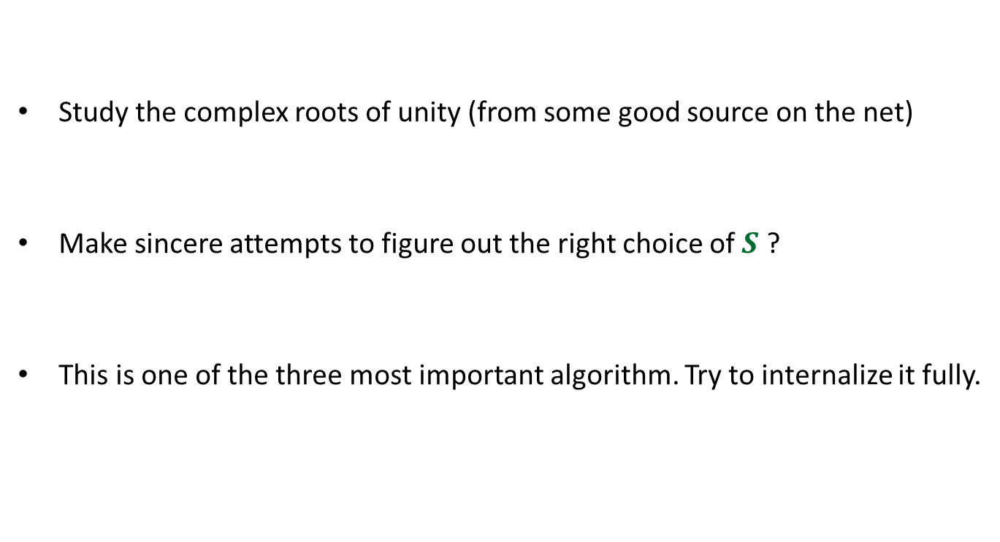 • Study the complex roots of unity (from some good source on the net)
• Make sincere attempts to figure out the right choice of S ?
• This is one of the three most important algorithm. Try to internalize it fully.